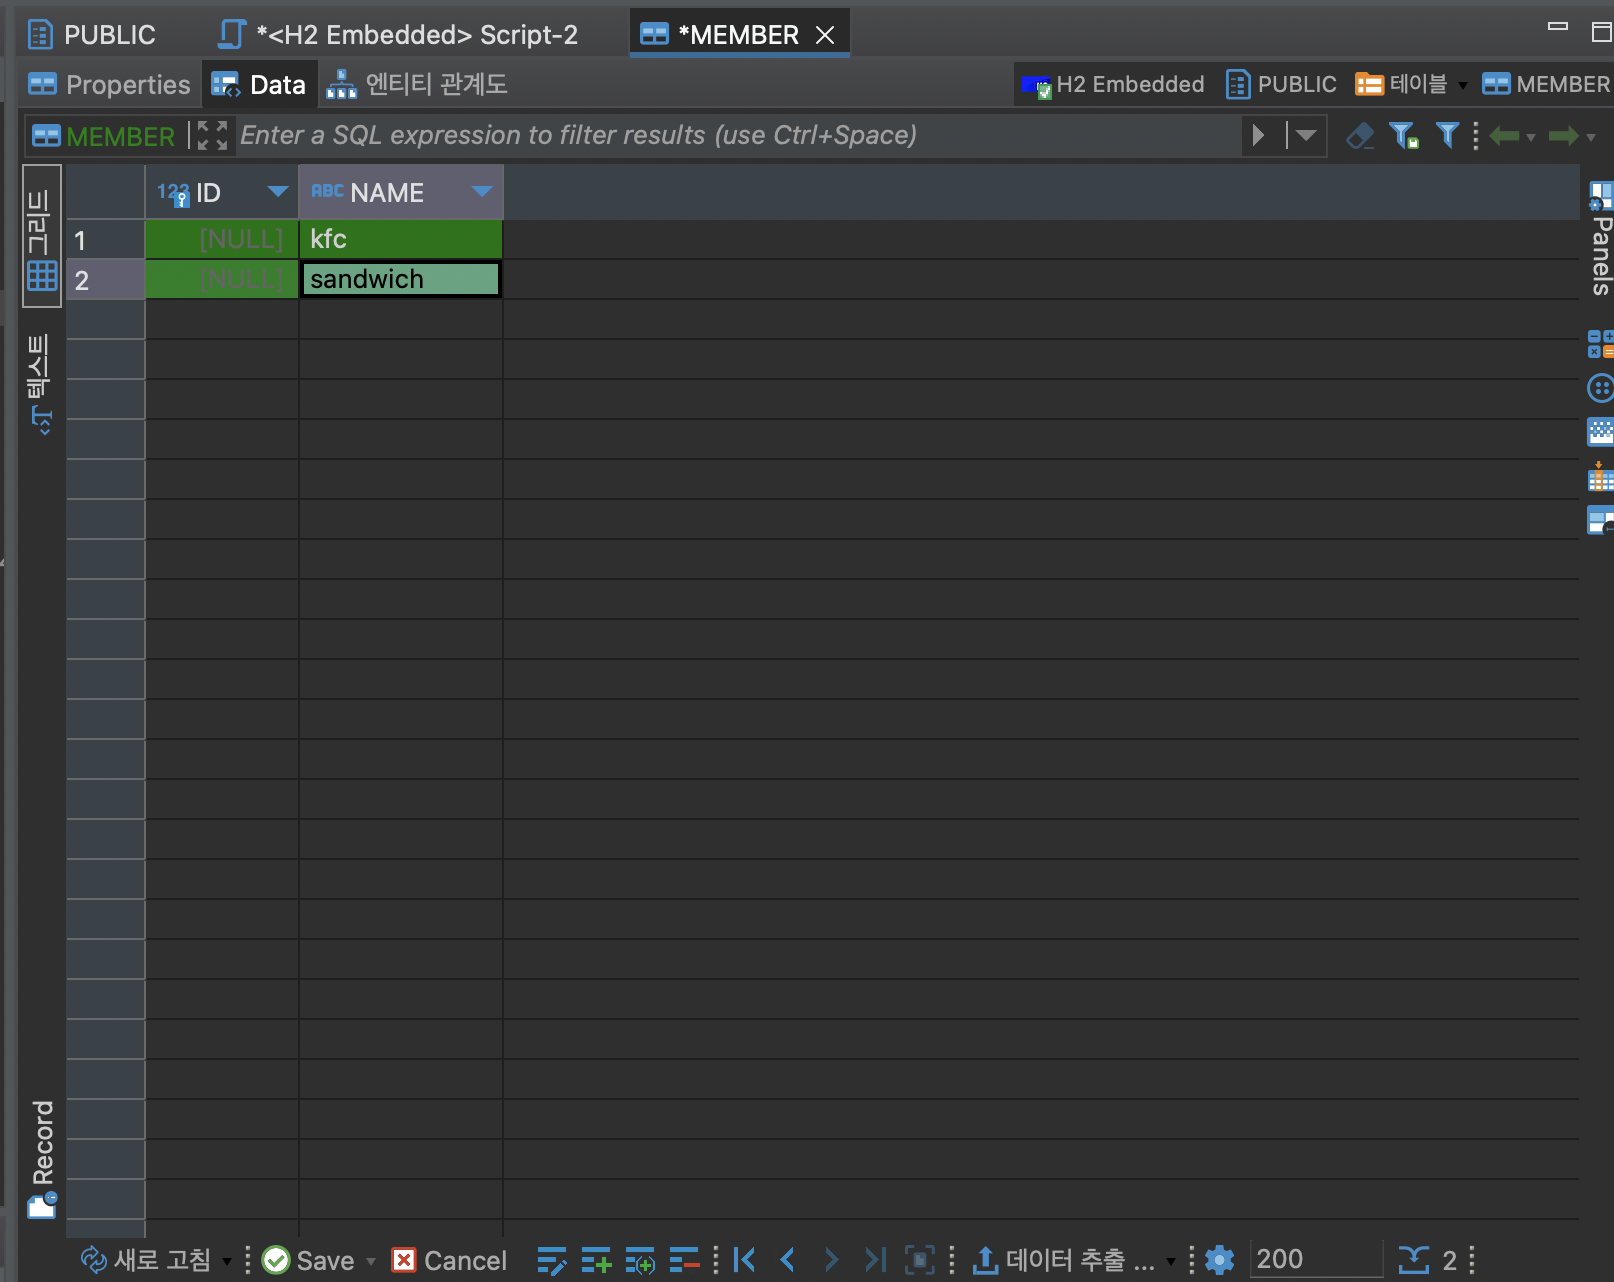 PUBLIC
*<H2 Embedded> Script-2
*MEMBER
Properties
Data
엔티티 관계도
H2 Embedded
PUBLIC
테이블
MEMBER
MEMBER
Enter a SQL expression to filter results (use Ctrl+Space)
그리드
텍스트
Record
123 ID
ABC NAME
1
[NULL]
kfc
2
[NULL]
sandwich
Panels
새로 고침
Save
Cancel
데이터 추출 ...
200
2